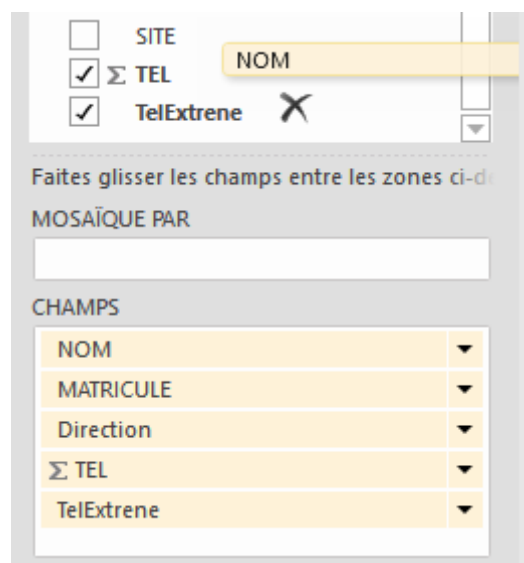 SITE
NOM
Σ TEL
TelExtrene
Faites glisser les champs entre les zones ci-de
MOSAÏQUE PAR
CHAMPS
NOM
MATRICULE
Direction
Σ TEL
TelExtrene